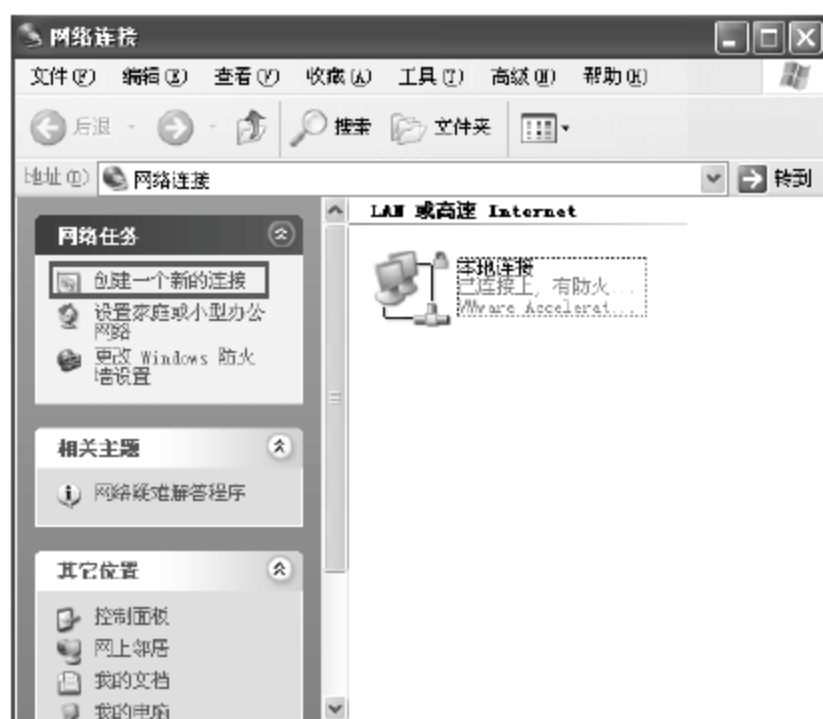 网络连接
文件(F) 编辑(E) 查看(V) 收藏(A) 工具(T) 高级(N) 帮助(H)
后退 搜索 文件夹
地址(D) 网络连接 转到
网络任务
创建一个新的连接
设置家庭或小型办公
网络
更改 Windows 防火
墙设置
相关主题
网络疑难解答程序
其它位置
控制面板
网上邻居
我的文档
我的电脑
LAN 或高速 Internet
本地连接
已连接上, 有防火...
VMware Accelerat...